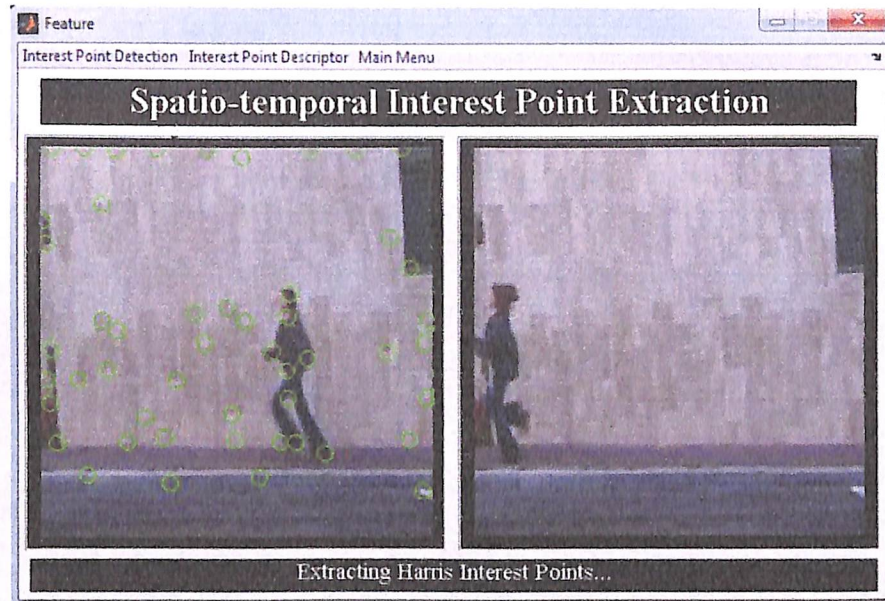 Feature
Interest Point Detection Interest Point Descriptor Main Menu
Spatio-temporal Interest Point Extraction
Extracting Harris Interest Points...